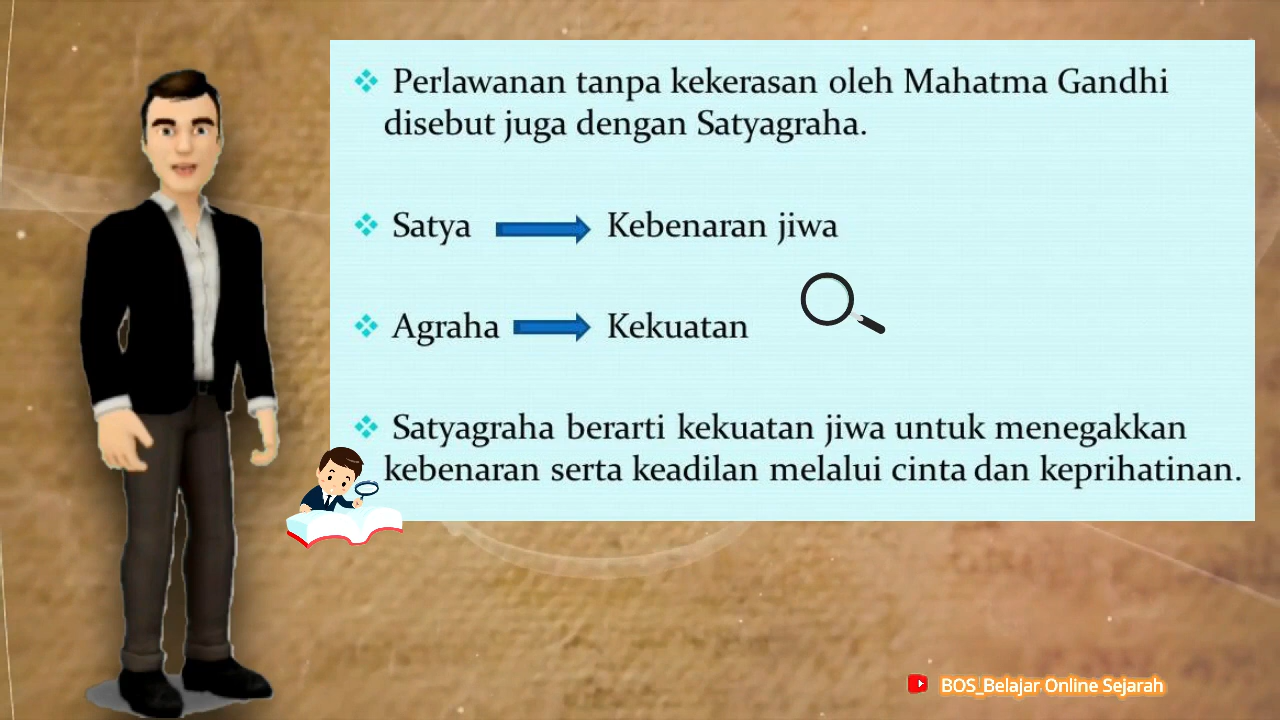 Perlawanan tanpa kekerasan oleh Mahatma Gandhi
disebut juga dengan Satyagraha.
Satya Kebenaran jiwa
Agraha Kekuatan
Satyagraha berarti kekuatan jiwa untuk menegakkan
kebenaran serta keadilan melalui cinta dan keprihatinan.
BOS_Belajar Online Sejarah